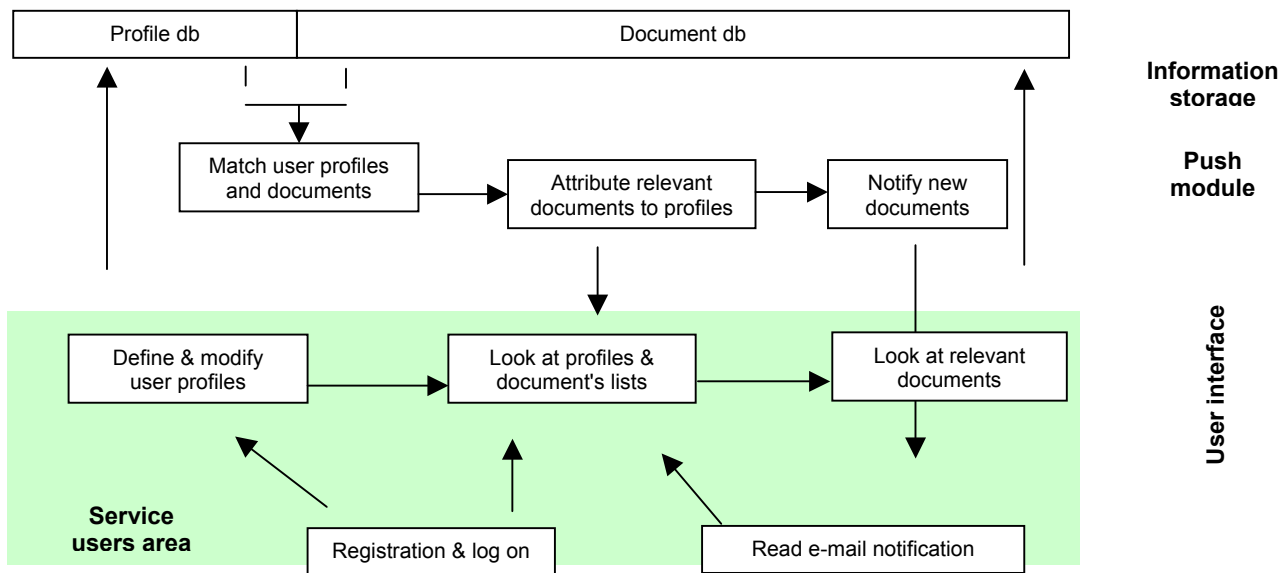 Profile db
Document db
Information
storage
Match user profiles
and documents
Attribute relevant
documents to profiles
Notify new
documents
Push
module
Define & modify
user profiles
Look at profiles &
document's lists
Look at relevant
documents
User interface
Service
users area
Registration & log on
Read e-mail notification